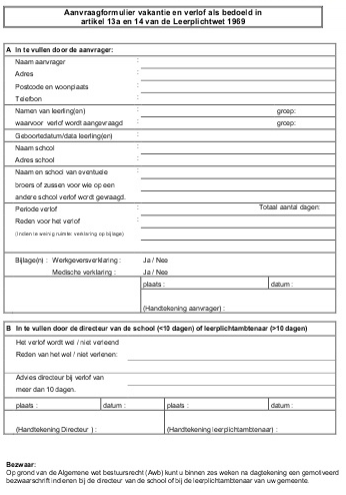 Aanvraagformulier vakantie en verlof als bedoeld in
artikel 13a en 14 van de Leerplichtwet 1969
A In te vullen door de aanvrager:
Naam aanvrager :
Adres :
Postcode en woonplaats :
Telefoon :
Namen van leerling(en) : groep:
waarvoor verlof wordt aangevraagd : groep:
Geboortedatum/data leerling(en) :
Naam school :
Adres school :
Naam en school van eventuele :
broers of zussen voor wie op een
andere school verlof wordt gevraagd.
Periode verlof : Totaal aantal dagen:
Reden voor het verlof :
(Indien te weinig ruimte: verklaring op bijlage)
Bijlage(n) : Werkgeversverklaring : Ja / Nee
Medische verklaring : Ja / Nee
plaats : datum :
(Handtekening aanvrager) :
B In te vullen door de directeur van de school (<10 dagen) of leerplichtambtenaar (>10 dagen)
Het verlof wordt wel / niet verleend
Reden van het wel / niet verlenen:
Advies directeur bij verlof van
meer dan 10 dagen.
plaats : datum : plaats : datum :
(Handtekening Directeur ) : (Handtekening leerplichtambtenaar) :
Bezwaar:
Op grond van de Algemene wet bestuursrecht (Awb) kunt u binnen zes weken na dagtekening een gemotiveerd
bezwaarschrift indienen bij de directeur van de school of bij de leerplichtambtenaar van uw gemeente.